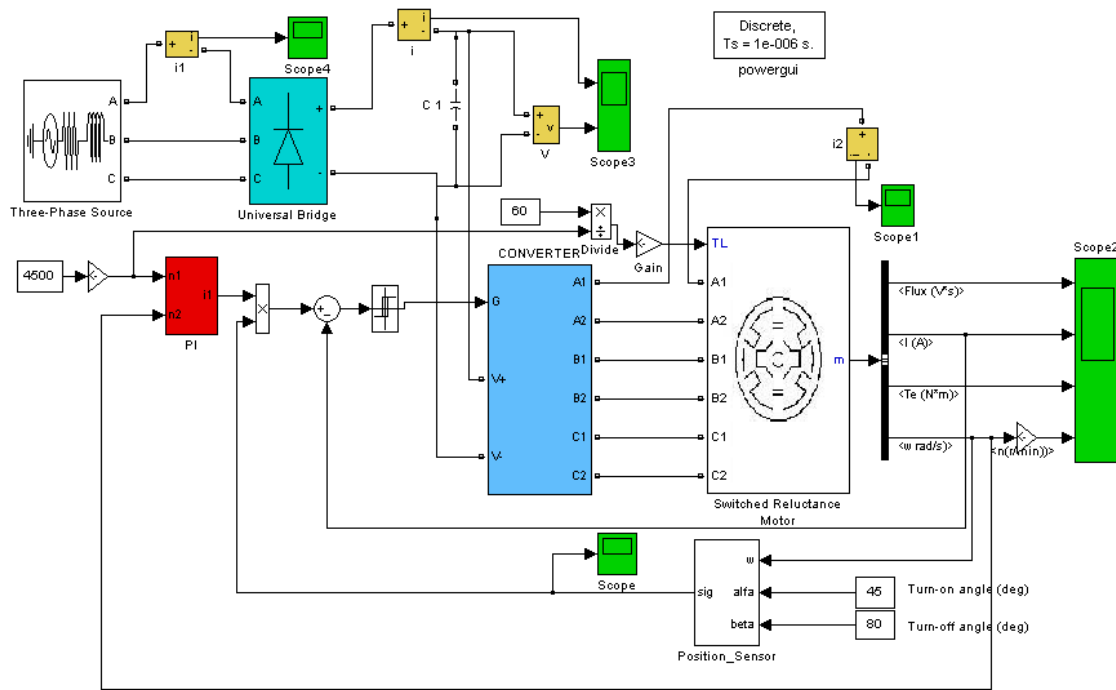 Discrete,
Ts = 1e-006 s.
powergui
+ i -
i1
Scope4
+ i -
i
A
B
C
Three-Phase Source
A
B
C
+
-
Universal Bridge
C 1
+ v -
V
Scope3
+ i -
i2
Scope1
60
×
÷
Divide
Gain
4500
n1
n2
i1
PI
×
+ -
CONVERTER
G
V+
V-
A1
A2
B1
B2
C1
C2
TL
A1
A2
B1
B2
C1
C2
m
Switched Reluctance
Motor
<Flux (V*s)>
<I (A)>
<Te (N*m)>
<w rad/s)>
Scope2
Scope
w
sig
alfa
beta
Position_Sensor
45
Turn-on angle (deg)
80
Turn-off angle (deg)